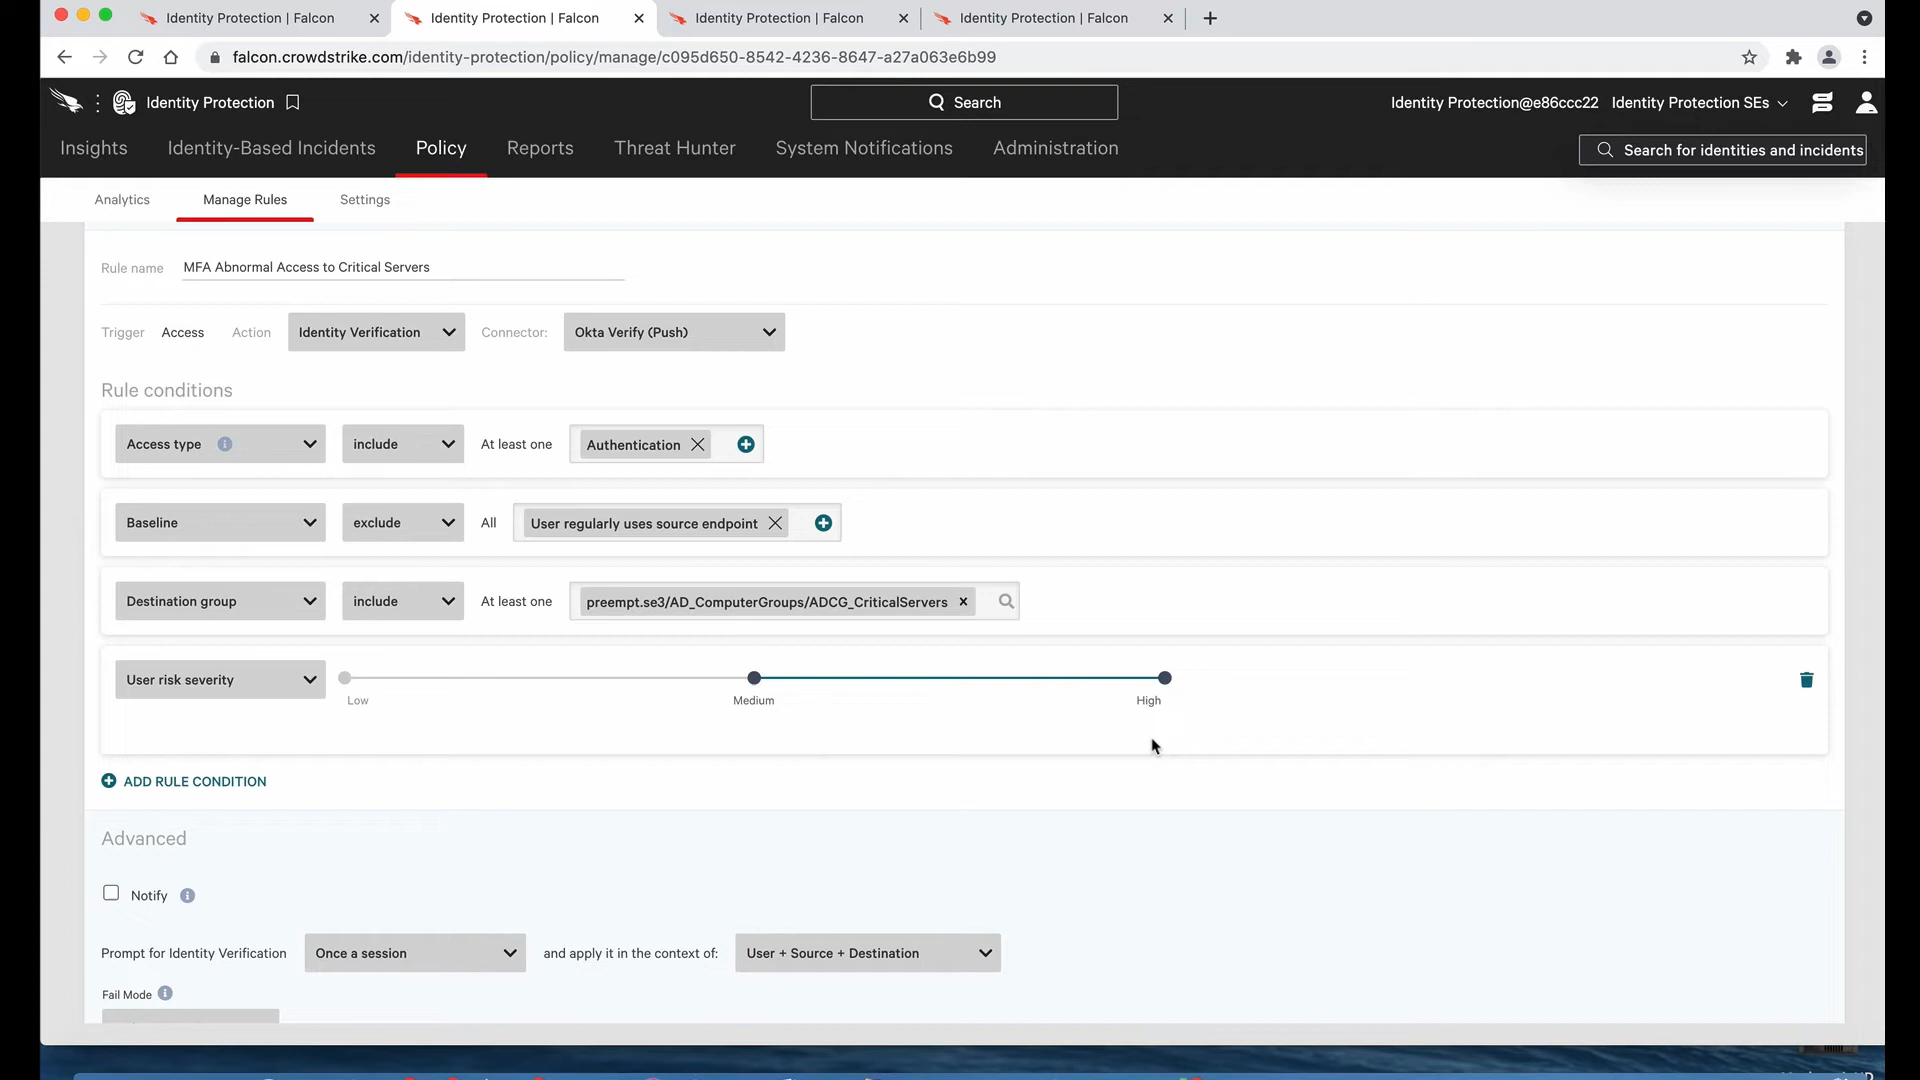 Identity Protection | Falcon
Identity Protection | Falcon
Identity Protection | Falcon
Identity Protection | Falcon
falcon.crowdstrike.com/identity-protection/policy/manage/c095d650-8542-4236-8647-a27a063e6b99
Identity Protection
Search
Identity Protection@e86ccc22 Identity Protection SEs
Insights Identity-Based Incidents Policy Reports Threat Hunter System Notifications Administration
Search for identities and incidents
Analytics Manage Rules Settings
Rule name MFA Abnormal Access to Critical Servers
Trigger Access Action Identity Verification Connector: Okta Verify (Push)
Rule conditions
Access type include At least one Authentication
Baseline exclude All User regularly uses source endpoint
Destination group include At least one preempt.se3/AD_ComputerGroups/ADCG_CriticalServers
User risk severity
Low Medium High
ADD RULE CONDITION
Advanced
Notify
Prompt for Identity Verification Once a session and apply it in the context of: User + Source + Destination
Fail Mode